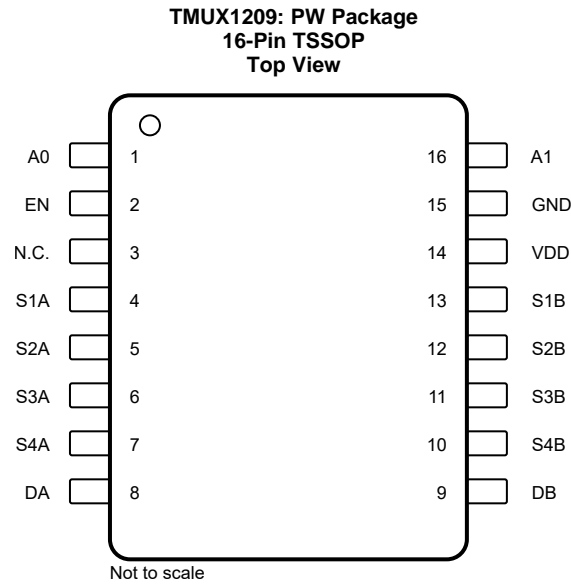 TMUX1209: PW Package
16-Pin TSSOP
Top View
A0 1 16 A1
EN 2 15 GND
N.C. 3 14 VDD
S1A 4 13 S1B
S2A 5 12 S2B
S3A 6 11 S3B
S4A 7 10 S4B
DA 8 9 DB
Not to scale